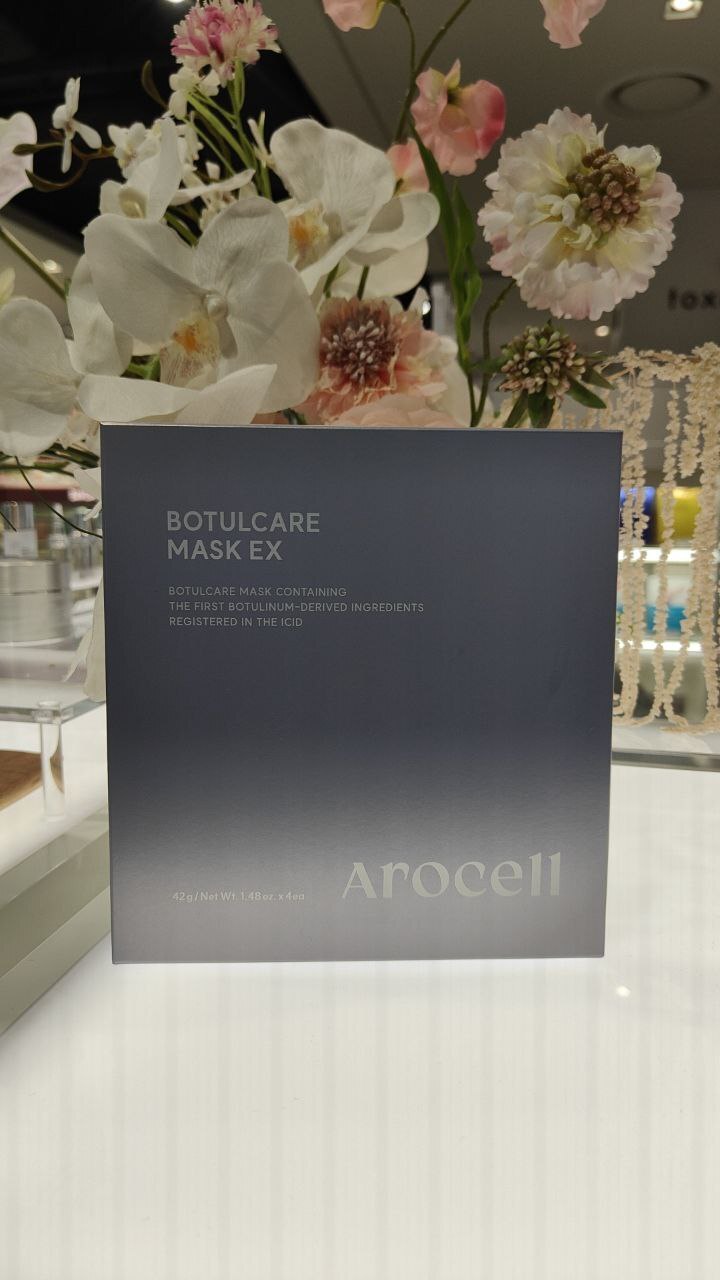 BOTULCARE
MASK EX
BOTULCARE MASK CONTAINING
THE FIRST BOTULINUM-DERIVED INGREDIENTS
REGISTERED IN THE ICID
42g / Net Wt. 1.48 oz. x 4ea
Arocell